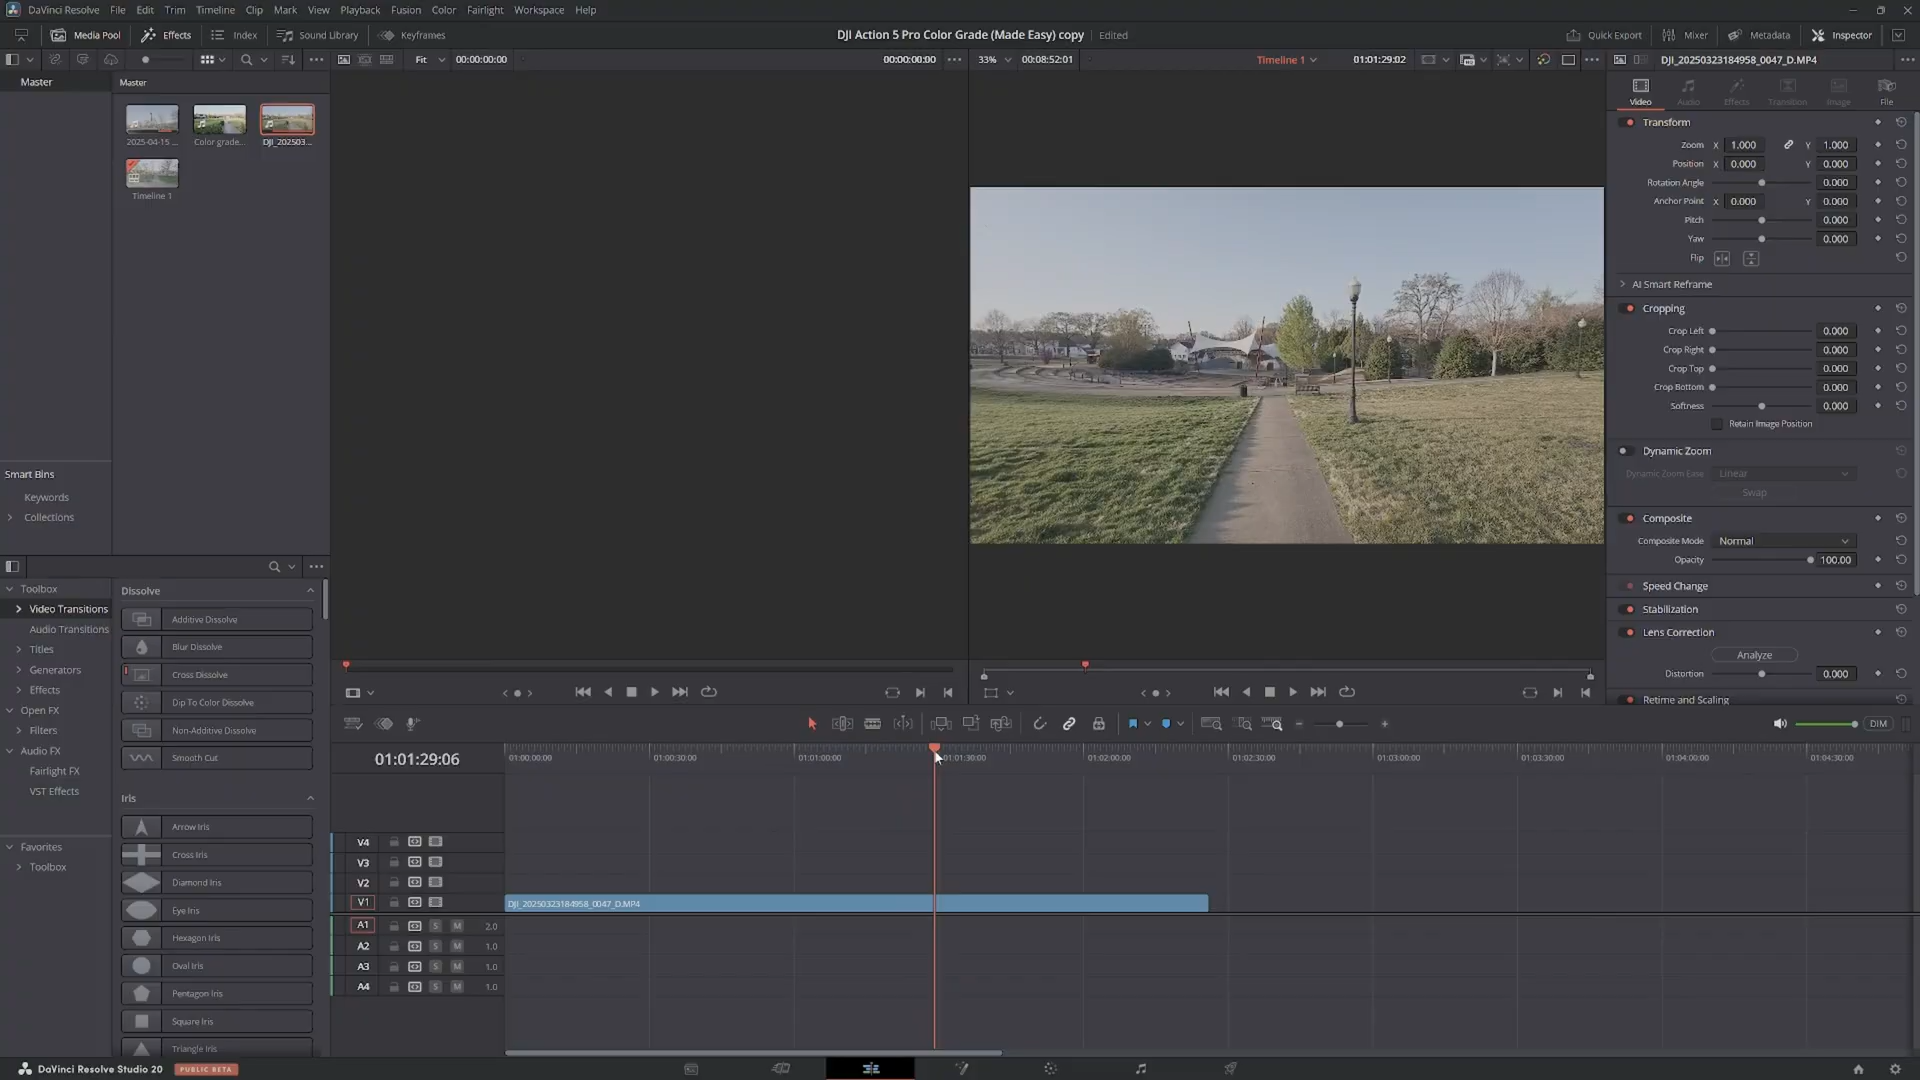 DaVinci Resolve File Edit Trim Timeline Clip Mark View Playback Fusion Color Fairlight Workspace Help
Media Pool Effects Index Sound Library Keyframes DJI Action 5 Pro Color Grade (Made Easy) copy Edited Quick Export Mixer Metadata Inspector
Fit 00:00:00:00 00:00:00:00 33% 00:08:52:01 Timeline 1 01:01:29:02 DJI_20250323184958_0047_D.MP4
Master Master
2025-04-15 ... Color grade... DJI_202503...
Timeline 1
Smart Bins
Keywords
Collections
Video Audio Effects Transition Image File
Transform
Zoom X 1.000 Y 1.000
Position X 0.000 Y 0.000
Rotation Angle 0.000
Anchor Point X 0.000 Y 0.000
Pitch 0.000
Yaw 0.000
Flip
AI Smart Reframe
Cropping
Crop Left 0.000
Crop Right 0.000
Crop Top 0.000
Crop Bottom 0.000
Softness 0.000
Retain Image Position
Dynamic Zoom
Dynamic Zoom Ease Linear
Swap
Composite
Composite Mode Normal
Opacity 100.00
Speed Change
Stabilization
Lens Correction
Analyze
Distortion 0.000
Retime and Scaling
Toolbox
Video Transitions
Audio Transitions
Titles
Generators
Effects
Open FX
Filters
Audio FX
Fairlight FX
VST Effects
Favorites
Toolbox
Dissolve
Additive Dissolve
Blur Dissolve
Cross Dissolve
Dip To Color Dissolve
Non-Additive Dissolve
Smooth Cut
Iris
Arrow Iris
Cross Iris
Diamond Iris
Eye Iris
Hexagon Iris
Oval Iris
Pentagon Iris
Square Iris
Triangle Iris
DIM
01:01:29:06 01:00:00:00 01:00:30:00 01:01:00:00 01:01:30:00 01:02:00:00 01:02:30:00 01:03:00:00 01:03:30:00 01:04:00:00 01:04:30:00
V4
V3
V2
V1 DJI_20250323184958_0047_D.MP4
A1 S M 2.0
A2 S M 1.0
A3 S M 1.0
A4 S M 1.0
DaVinci Resolve Studio 20 PUBLIC BETA